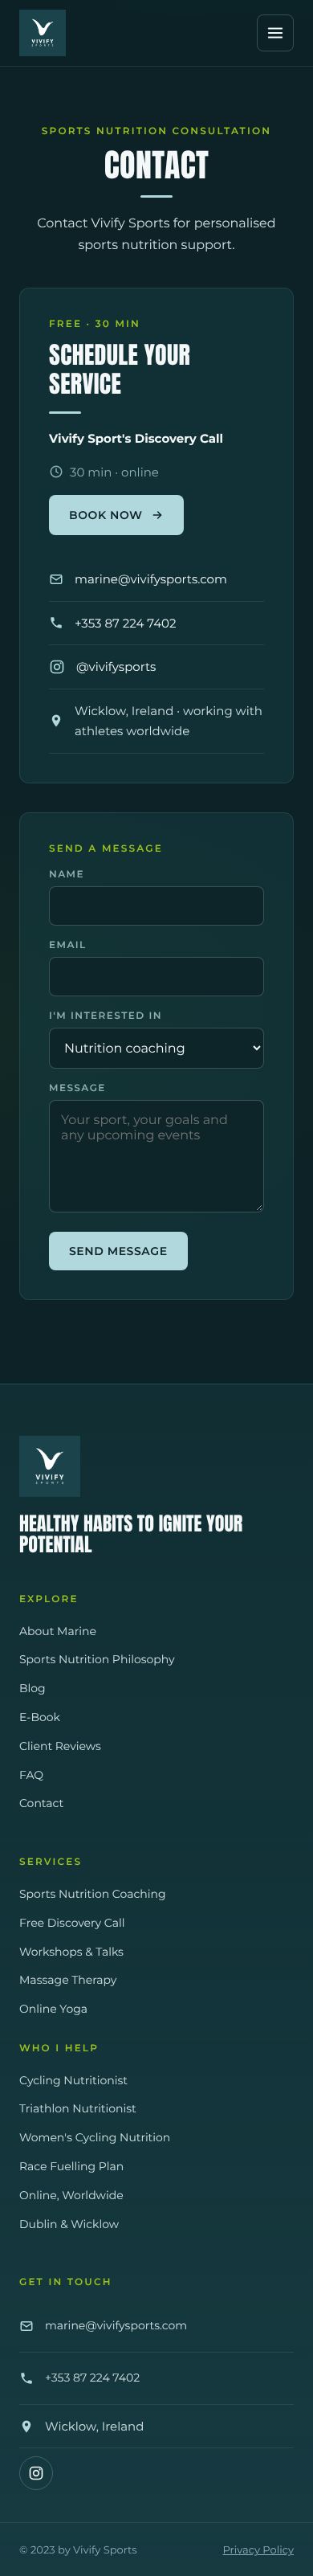 VIVIFY
SPORTS
SPORTS NUTRITION CONSULTATION
CONTACT
Contact Vivify Sports for personalised
sports nutrition support.
FREE · 30 MIN
SCHEDULE YOUR
SERVICE
Vivify Sport's Discovery Call
30 min · online
BOOK NOW →
marine@vivifysports.com
+353 87 224 7402
@vivifysports
Wicklow, Ireland · working with
athletes worldwide
SEND A MESSAGE
NAME
EMAIL
I'M INTERESTED IN
Nutrition coaching
MESSAGE
Your sport, your goals and
any upcoming events
SEND MESSAGE
VIVIFY
SPORTS
HEALTHY HABITS TO IGNITE YOUR
POTENTIAL
EXPLORE
About Marine
Sports Nutrition Philosophy
Blog
E-Book
Client Reviews
FAQ
Contact
SERVICES
Sports Nutrition Coaching
Free Discovery Call
Workshops & Talks
Massage Therapy
Online Yoga
WHO I HELP
Cycling Nutritionist
Triathlon Nutritionist
Women's Cycling Nutrition
Race Fuelling Plan
Online, Worldwide
Dublin & Wicklow
GET IN TOUCH
marine@vivifysports.com
+353 87 224 7402
Wicklow, Ireland
© 2023 by Vivify Sports Privacy Policy